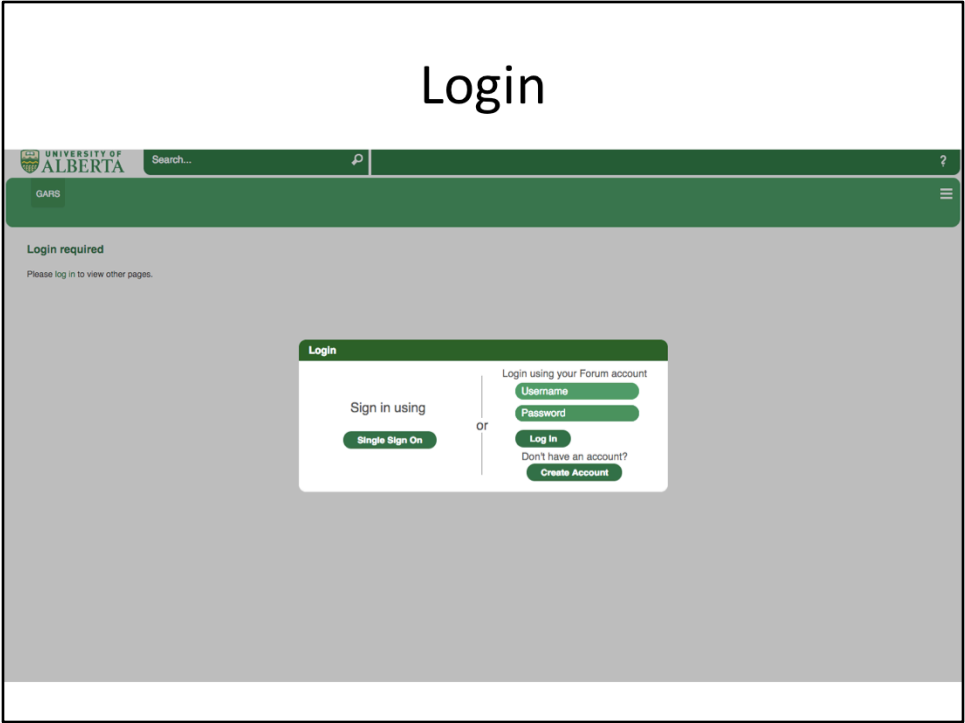 Login
UNIVERSITY OF
ALBERTA
Search...
?
GARS
Login required
Please log in to view other pages.
Login
Sign in using
Single Sign On
or
Login using your Forum account
Username
Password
Log In
Don't have an account?
Create Account